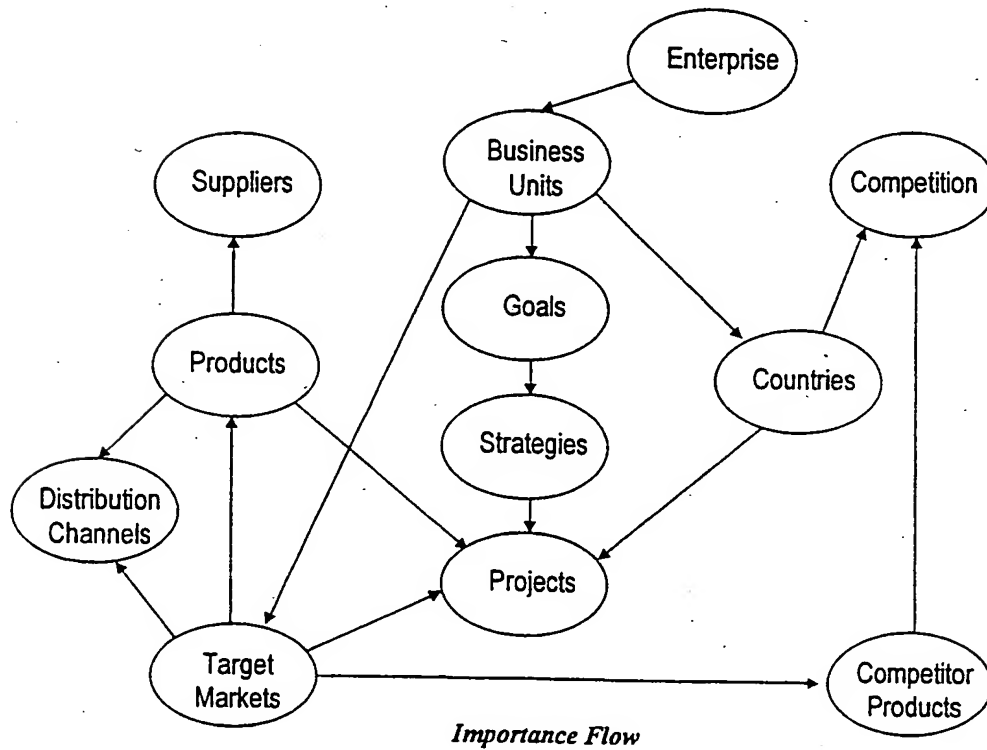 Enterprise
Business
Units
Suppliers
Competition
Goals
Products
Countries
Strategies
Distribution
Channels
Projects
Target
Markets
Competitor
Products
Importance Flow